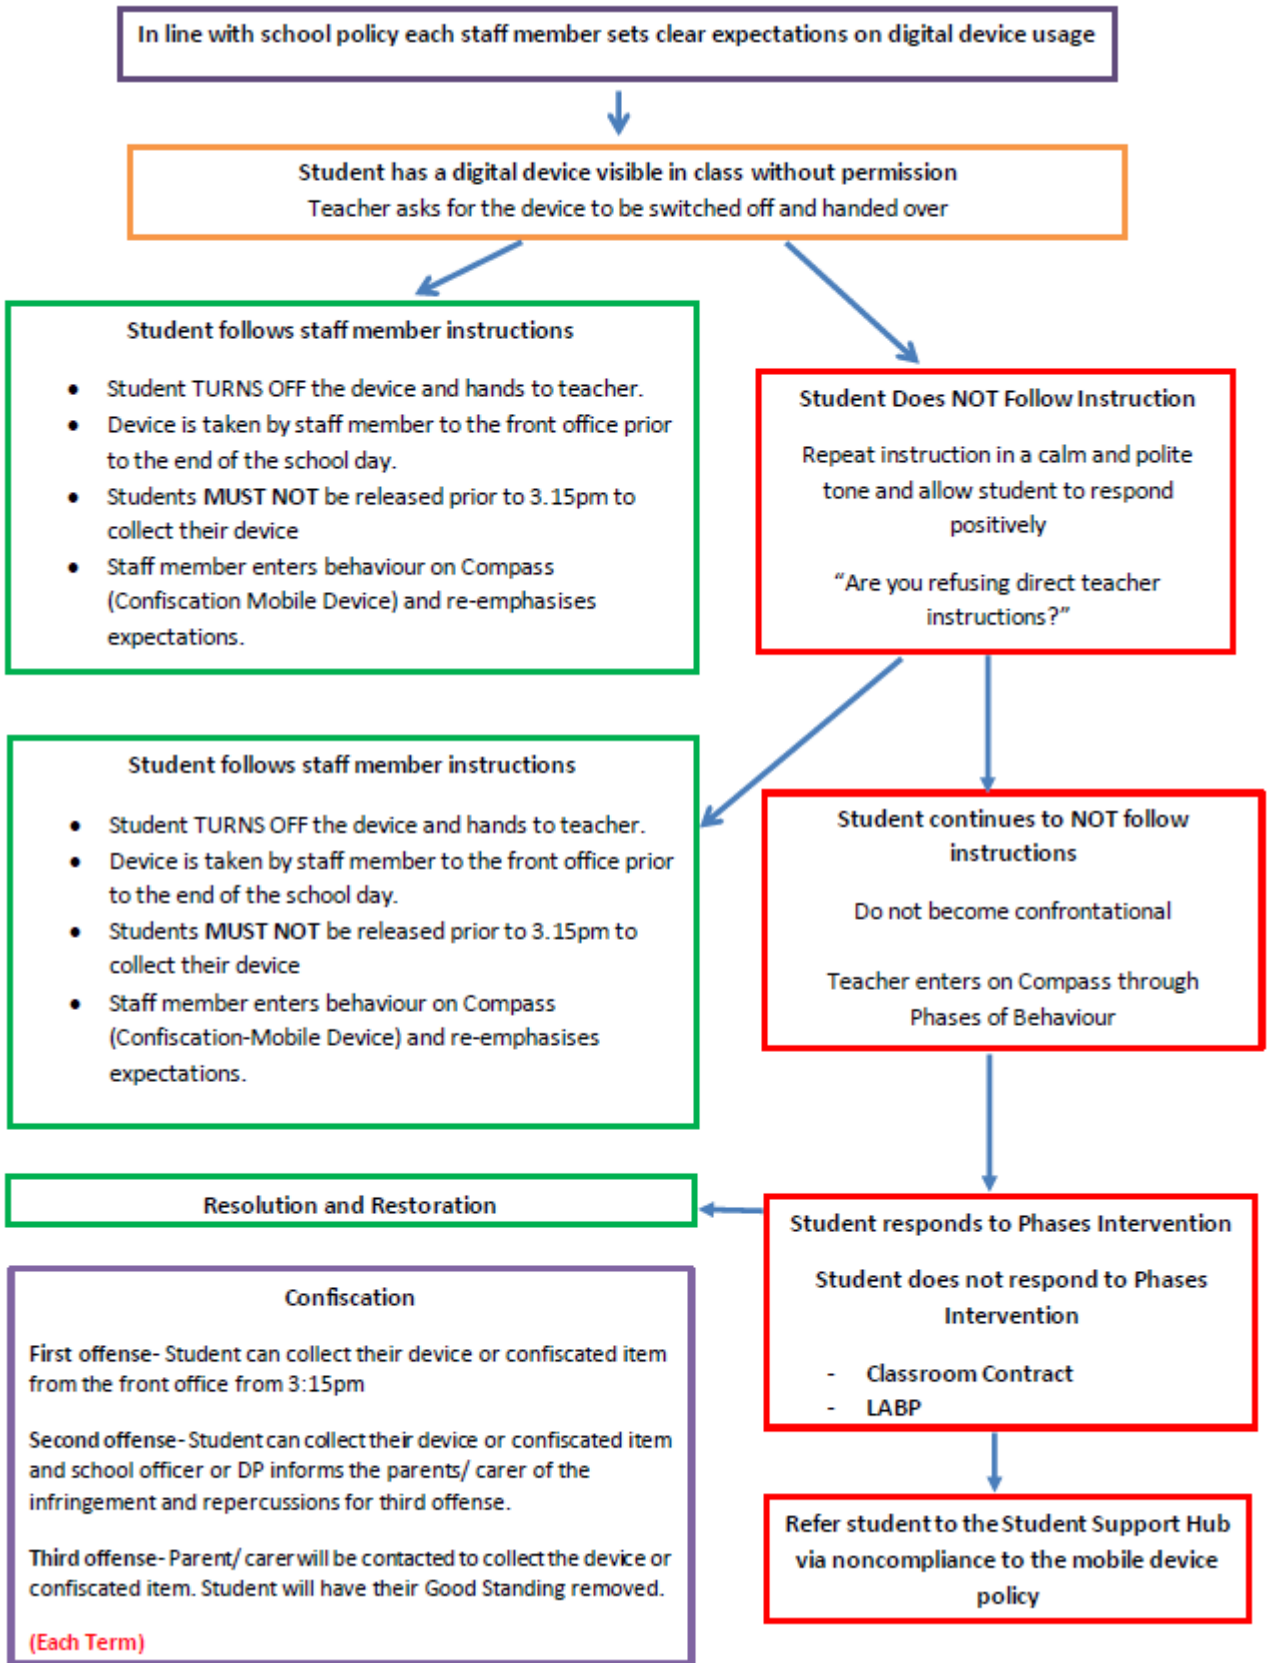 In line with school policy each staff member sets clear expectations on digital device usage
Student has a digital device visible in class without permission
Teacher asks for the device to be switched off and handed over
Student follows staff member instructions
● Student TURNS OFF the device and hands to teacher.
● Device is taken by staff member to the front office prior
to the end of the school day.
● Students MUST NOT be released prior to 3.15pm to
collect their device
● Staff member enters behaviour on Compass
(Confiscation Mobile Device) and re-emphasises
expectations.
Student Does NOT Follow Instruction
Repeat instruction in a calm and polite
tone and allow student to respond
positively
“Are you refusing direct teacher
instructions?”
Student follows staff member instructions
● Student TURNS OFF the device and hands to teacher.
● Device is taken by staff member to the front office prior
to the end of the school day.
● Students MUST NOT be released prior to 3.15pm to
collect their device
● Staff member enters behaviour on Compass
(Confiscation-Mobile Device) and re-emphasises
expectations.
Student continues to NOT follow
instructions
Do not become confrontational
Teacher enters on Compass through
Phases of Behaviour
Resolution and Restoration
Student responds to Phases Intervention
Student does not respond to Phases
Intervention
- Classroom Contract
- LABP
Confiscation
First offense- Student can collect their device or confiscated item
from the front office from 3:15pm
Second offense- Student can collect their device or confiscated item
and school officer or DP informs the parents/ carer of the
infringement and repercussions for third offense.
Third offense- Parent/ carer will be contacted to collect the device or
confiscated item. Student will have their Good Standing removed.
(Each Term)
Refer student to the Student Support Hub
via noncompliance to the mobile device
policy